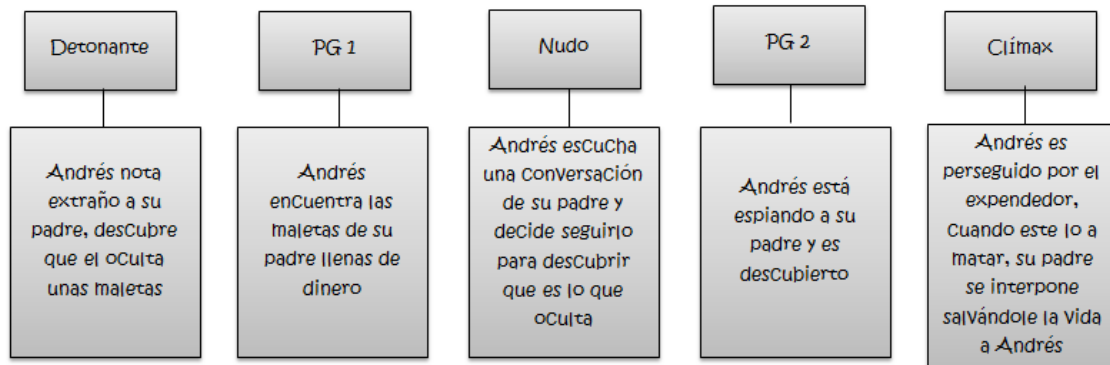 Detonante
Andrés nota
extraño a su
padre, descubre
que el oculta
unas maletas
PG 1
Andrés
encuentra las
maletas de su
padre llenas de
dinero
Nudo
Andrés escucha
una conversación
de su padre y
decide seguirlo
para descubrir
que es lo que
oculta
PG 2
Andrés está
espiando a su
padre y es
descubierto
Clímax
Andrés es
perseguido por el
expendedor,
cuando este lo a
matar, su padre
se interpone
salvándole la vida
a Andrés